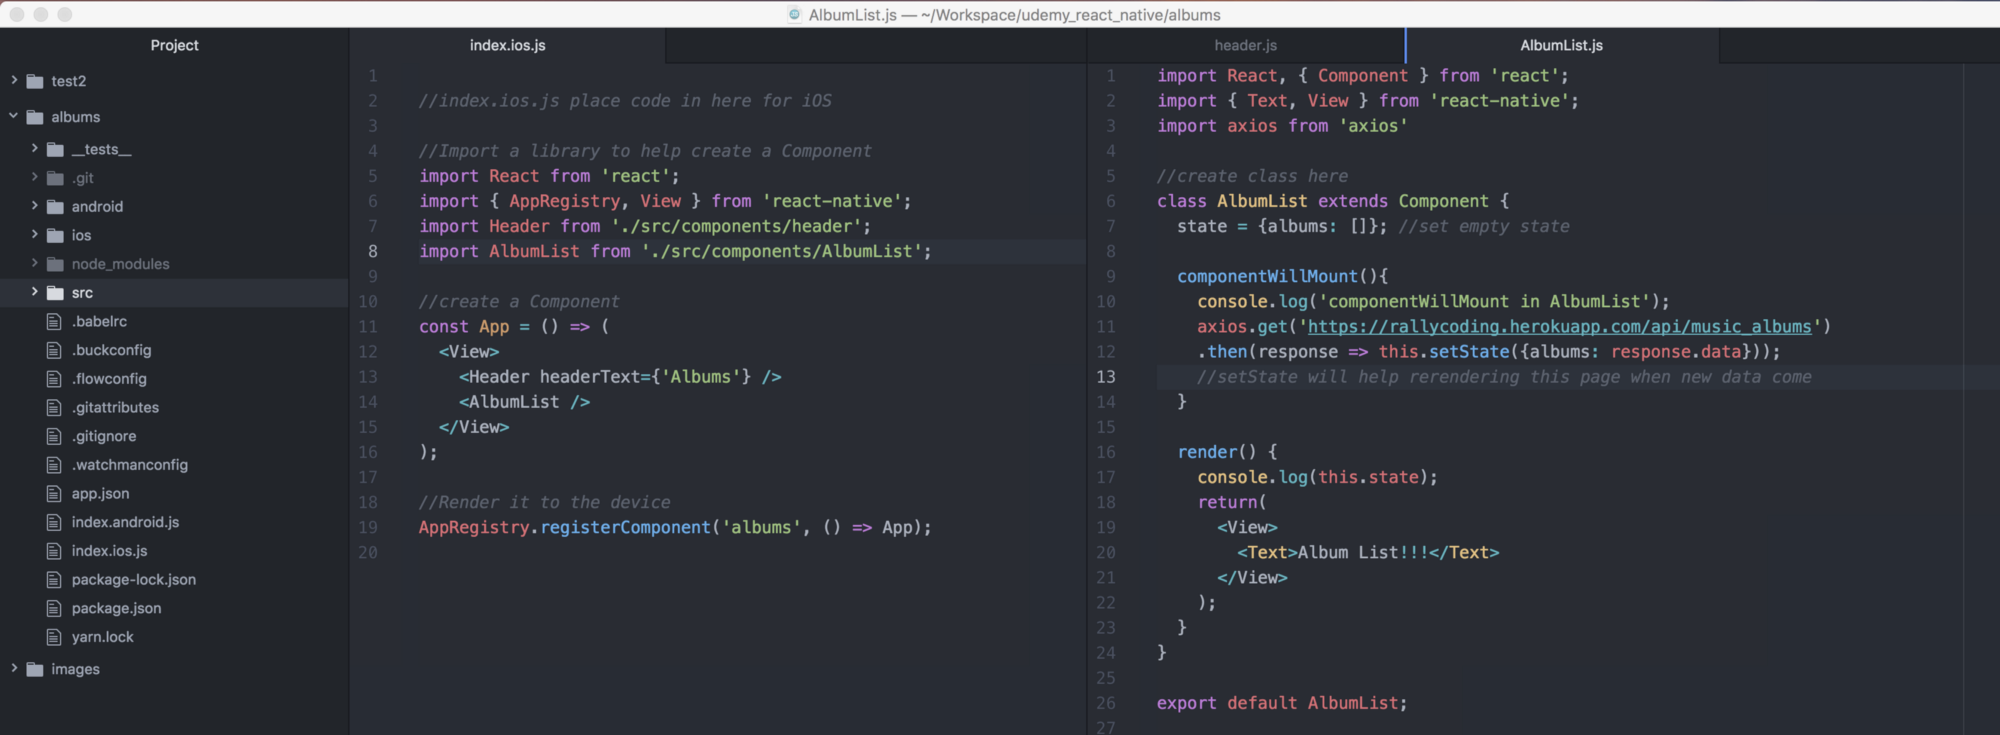 AlbumList.js — ~/Workspace/udemy_react_native/albums
Project
test2
albums
__tests__
.git
android
ios
node_modules
src
.babelrc
.buckconfig
.flowconfig
.gitattributes
.gitignore
.watchmanconfig
app.json
index.android.js
index.ios.js
package-lock.json
package.json
yarn.lock
images
index.ios.js
1
2 //index.ios.js place code in here for iOS
3
4 //Import a library to help create a Component
5 import React from 'react';
6 import { AppRegistry, View } from 'react-native';
7 import Header from './src/components/header';
8 import AlbumList from './src/components/AlbumList';
9
10 //create a Component
11 const App = () => (
12 <View>
13 <Header headerText={'Albums'} />
14 <AlbumList />
15 </View>
16 );
17
18 //Render it to the device
19 AppRegistry.registerComponent('albums', () => App);
20
header.js
AlbumList.js
1 import React, { Component } from 'react';
2 import { Text, View } from 'react-native';
3 import axios from 'axios'
4
5 //create class here
6 class AlbumList extends Component {
7 state = {albums: []}; //set empty state
8
9 componentWillMount(){
10 console.log('componentWillMount in AlbumList');
11 axios.get('https://rallycoding.herokuapp.com/api/music_albums')
12 .then(response => this.setState({albums: response.data}));
13 //setState will help rerendering this page when new data come
14 }
15
16 render() {
17 console.log(this.state);
18 return(
19 <View>
20 <Text>Album List!!!</Text>
21 </View>
22 );
23 }
24 }
25
26 export default AlbumList;
27